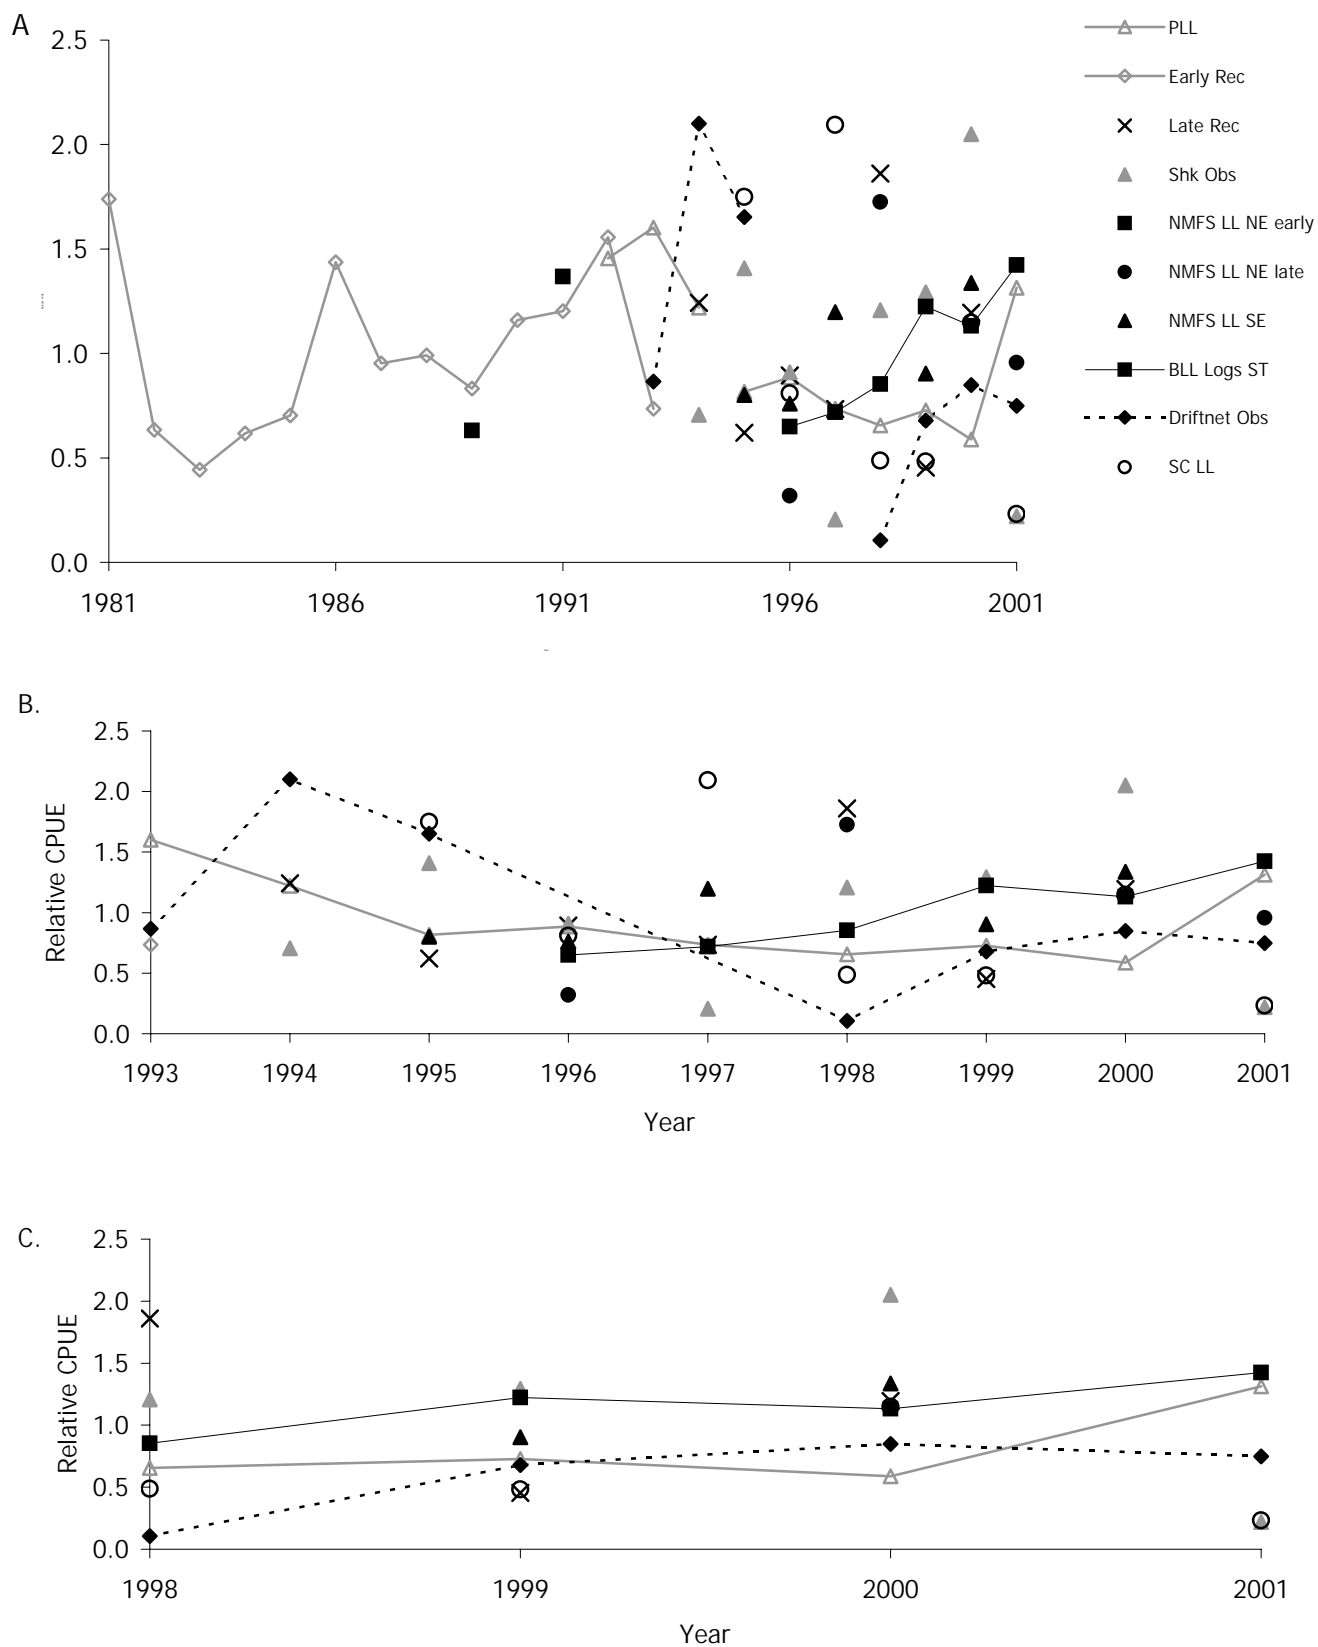 A
2.5
2.0
1.5
1.0
0.5
0.0
1981 1986 1991 1996 2001
PLL
Early Rec
Late Rec
Shk Obs
NMFS LL NE early
NMFS LL NE late
NMFS LL SE
BLL Logs ST
Driftnet Obs
SC LL
B.
Relative CPUE
2.5
2.0
1.5
1.0
0.5
0.0
1993 1994 1995 1996 1997 1998 1999 2000 2001
Year
C.
Relative CPUE
2.5
2.0
1.5
1.0
0.5
0.0
1998 1999 2000 2001
Year